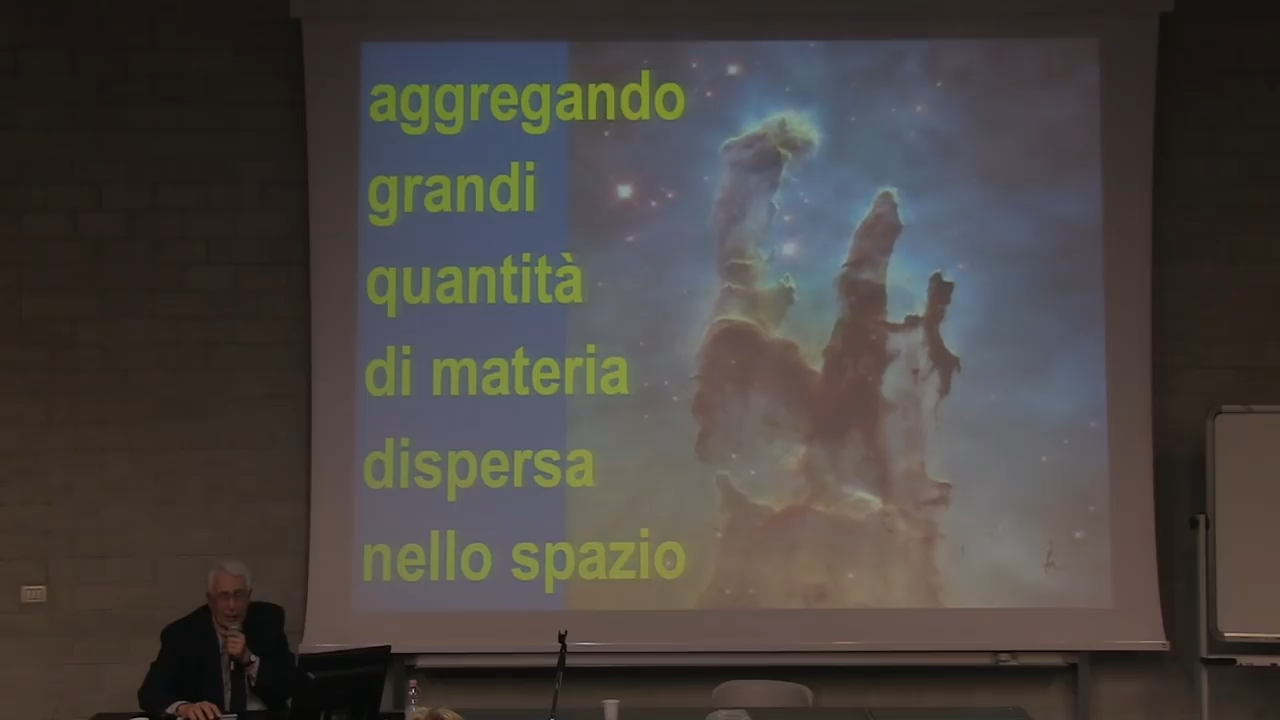 aggregando
grandi
quantità
di materia
dispersa
nello spazio